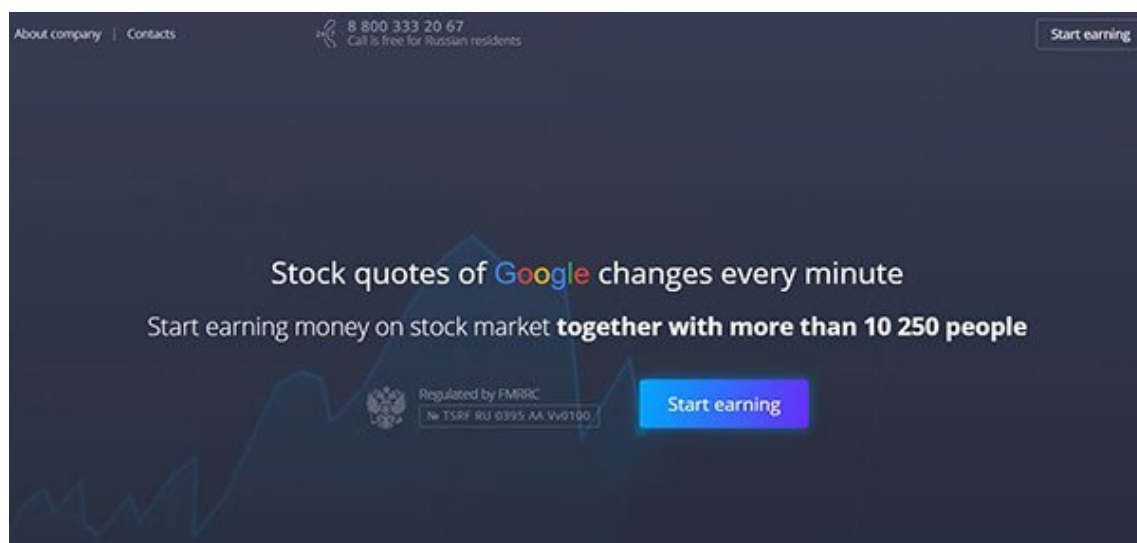 About company | Contacts
8 800 333 20 67
Call is free for Russian residents
Start earning
Stock quotes of Google changes every minute
Start earning money on stock market together with more than 10 250 people
Regulated by FMRRC
№ TSRF RU 0395 AA Vv0100
Start earning